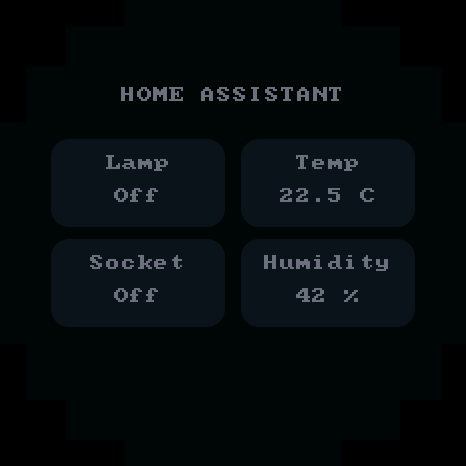 HOME ASSISTANT
Lamp
Off
Temp
22.5 C
Socket
Off
Humidity
42 %